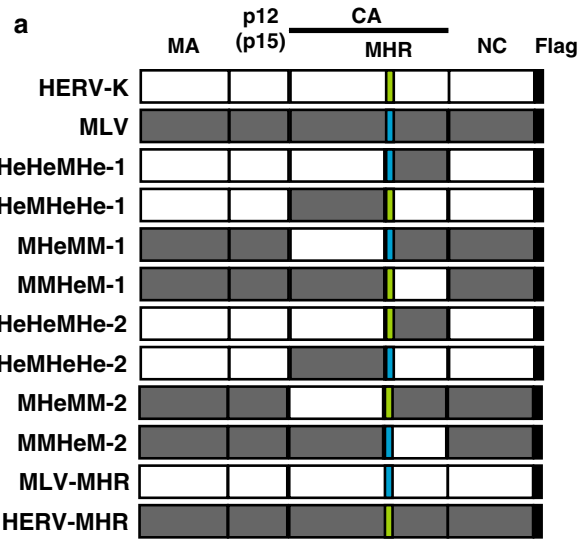 a
p12
(p15)
CA
MA
MHR
NC
Flag
HERV-K
MLV
HeHeMHe-1
HeMHeHe-1
MHeMM-1
MMHeM-1
HeHeMHe-2
HeMHeHe-2
MHeMM-2
MMHeM-2
MLV-MHR
HERV-MHR